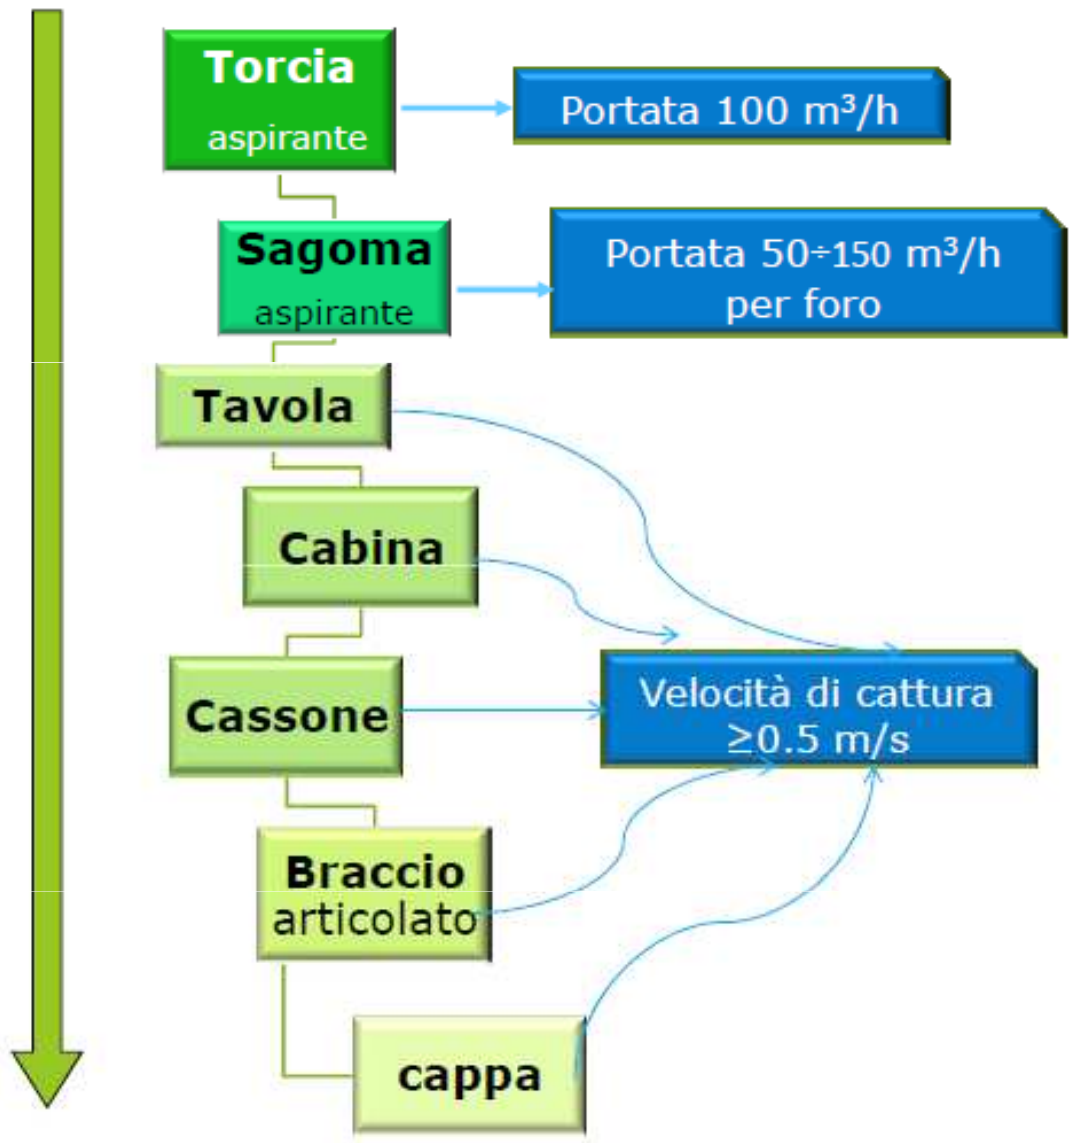 Torcia
aspirante
Portata 100 m³/h
Sagoma
aspirante
Portata 50÷150 m³/h
per foro
Tavola
Cabina
Cassone
Velocità di cattura
≥0.5 m/s
Braccio
articolato
cappa